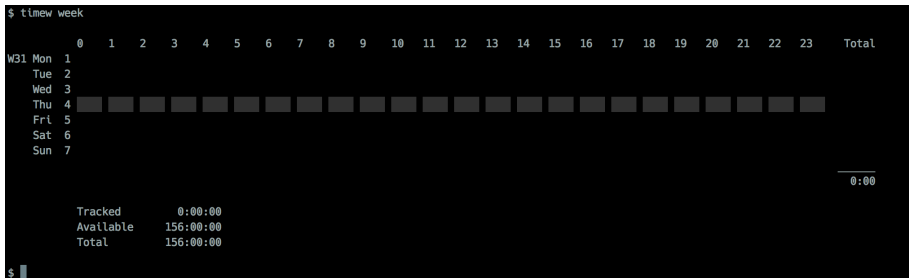 $ timew week
0 1 2 3 4 5 6 7 8 9 10 11 12 13 14 15 16 17 18 19 20 21 22 23 Total
W31 Mon 1
Tue 2
Wed 3
Thu 4
Fri 5
Sat 6
Sun 7
0:00
Tracked 0:00:00
Available 156:00:00
Total 156:00:00
$